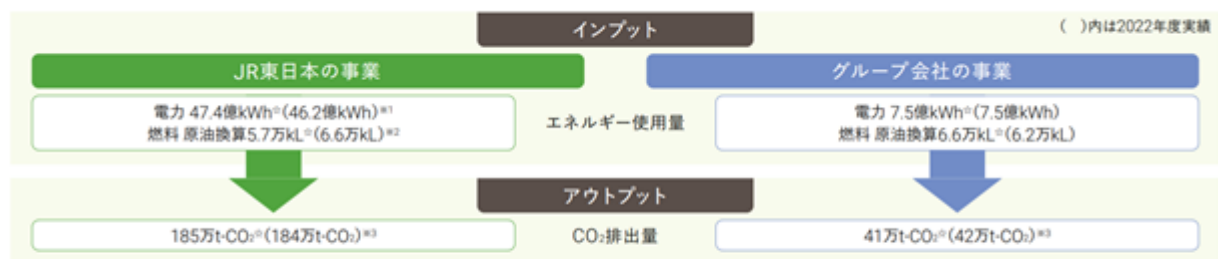 インプット
( )内は2022年度実績
JR東日本の事業
グループ会社の事業
電力 47.4億kWh☆(46.2億kWh)※1
燃料 原油換算5.7万kL☆(6.6万kL)※2
エネルギー使用量
電力 7.5億kWh☆(7.5億kWh)
燃料 原油換算6.6万kL☆(6.2万kL)
アウトプット
185万t-CO₂☆(184万t-CO₂)※3
CO₂排出量
41万t-CO₂☆(42万t-CO₂)※3